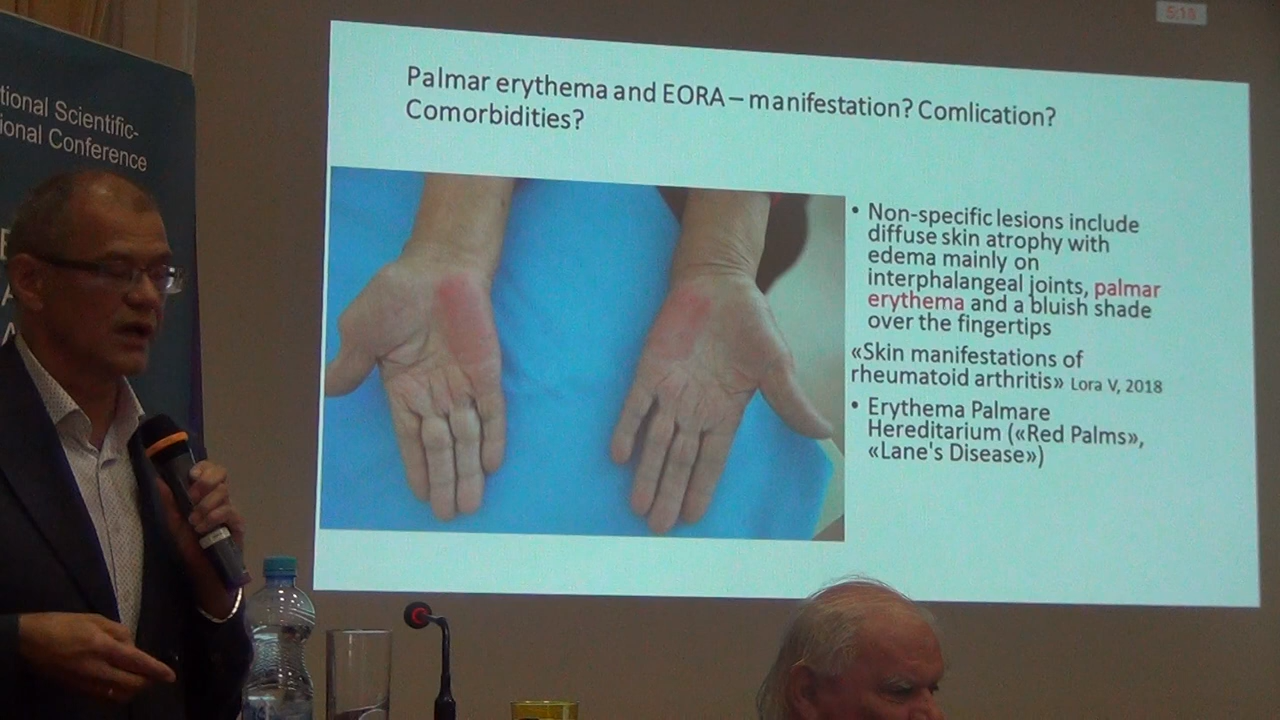 5:15
tional Scientific-
ional Conference
Palmar erythema and EORA – manifestation? Comlication?
Comorbidities?
• Non-specific lesions include
diffuse skin atrophy with
edema mainly on
interphalangeal joints, palmar
erythema and a bluish shade
over the fingertips
«Skin manifestations of
rheumatoid arthritis» Lora V, 2018
• Erythema Palmare
Hereditarium («Red Palms»,
«Lane's Disease»)